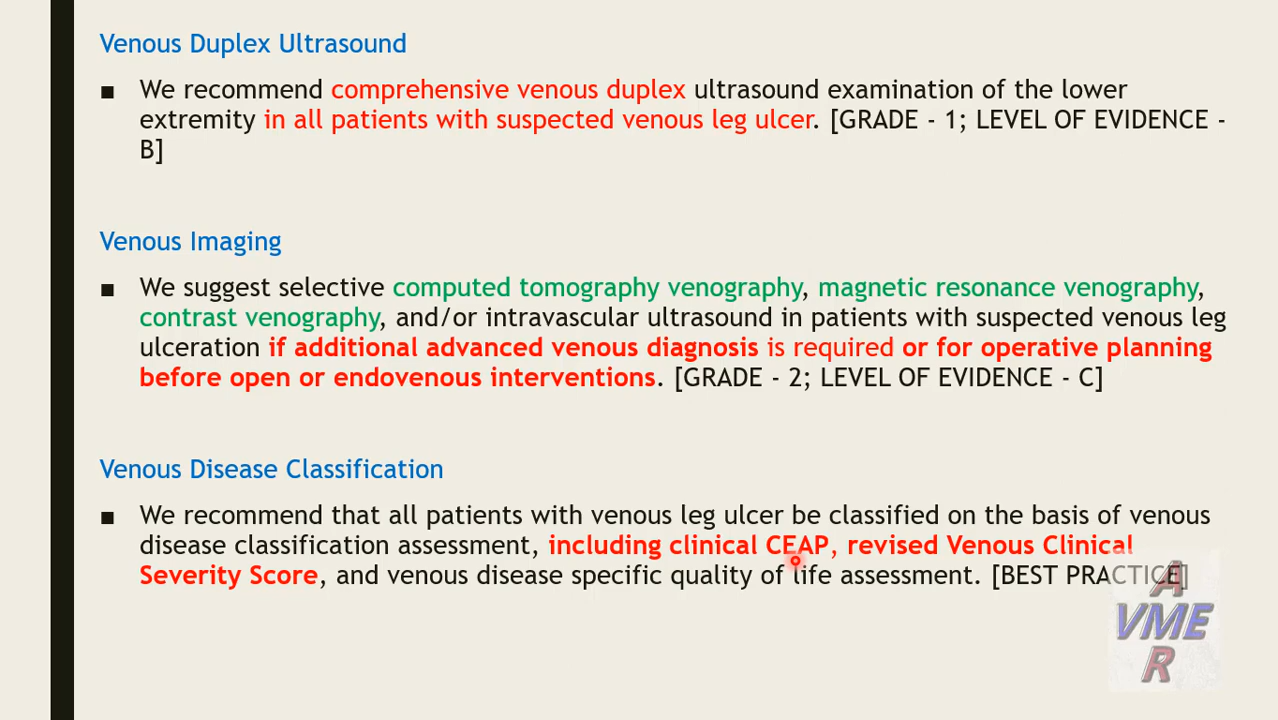 Venous Duplex Ultrasound
■ We recommend comprehensive venous duplex ultrasound examination of the lower
extremity in all patients with suspected venous leg ulcer. [GRADE - 1; LEVEL OF EVIDENCE -
B]
Venous Imaging
■ We suggest selective computed tomography venography, magnetic resonance venography,
contrast venography, and/or intravascular ultrasound in patients with suspected venous leg
ulceration if additional advanced venous diagnosis is required or for operative planning
before open or endovenous interventions. [GRADE - 2; LEVEL OF EVIDENCE - C]
Venous Disease Classification
■ We recommend that all patients with venous leg ulcer be classified on the basis of venous
disease classification assessment, including clinical CEAP, revised Venous Clinical
Severity Score, and venous disease specific quality of life assessment. [BEST PRACTICE]
A
VME
R